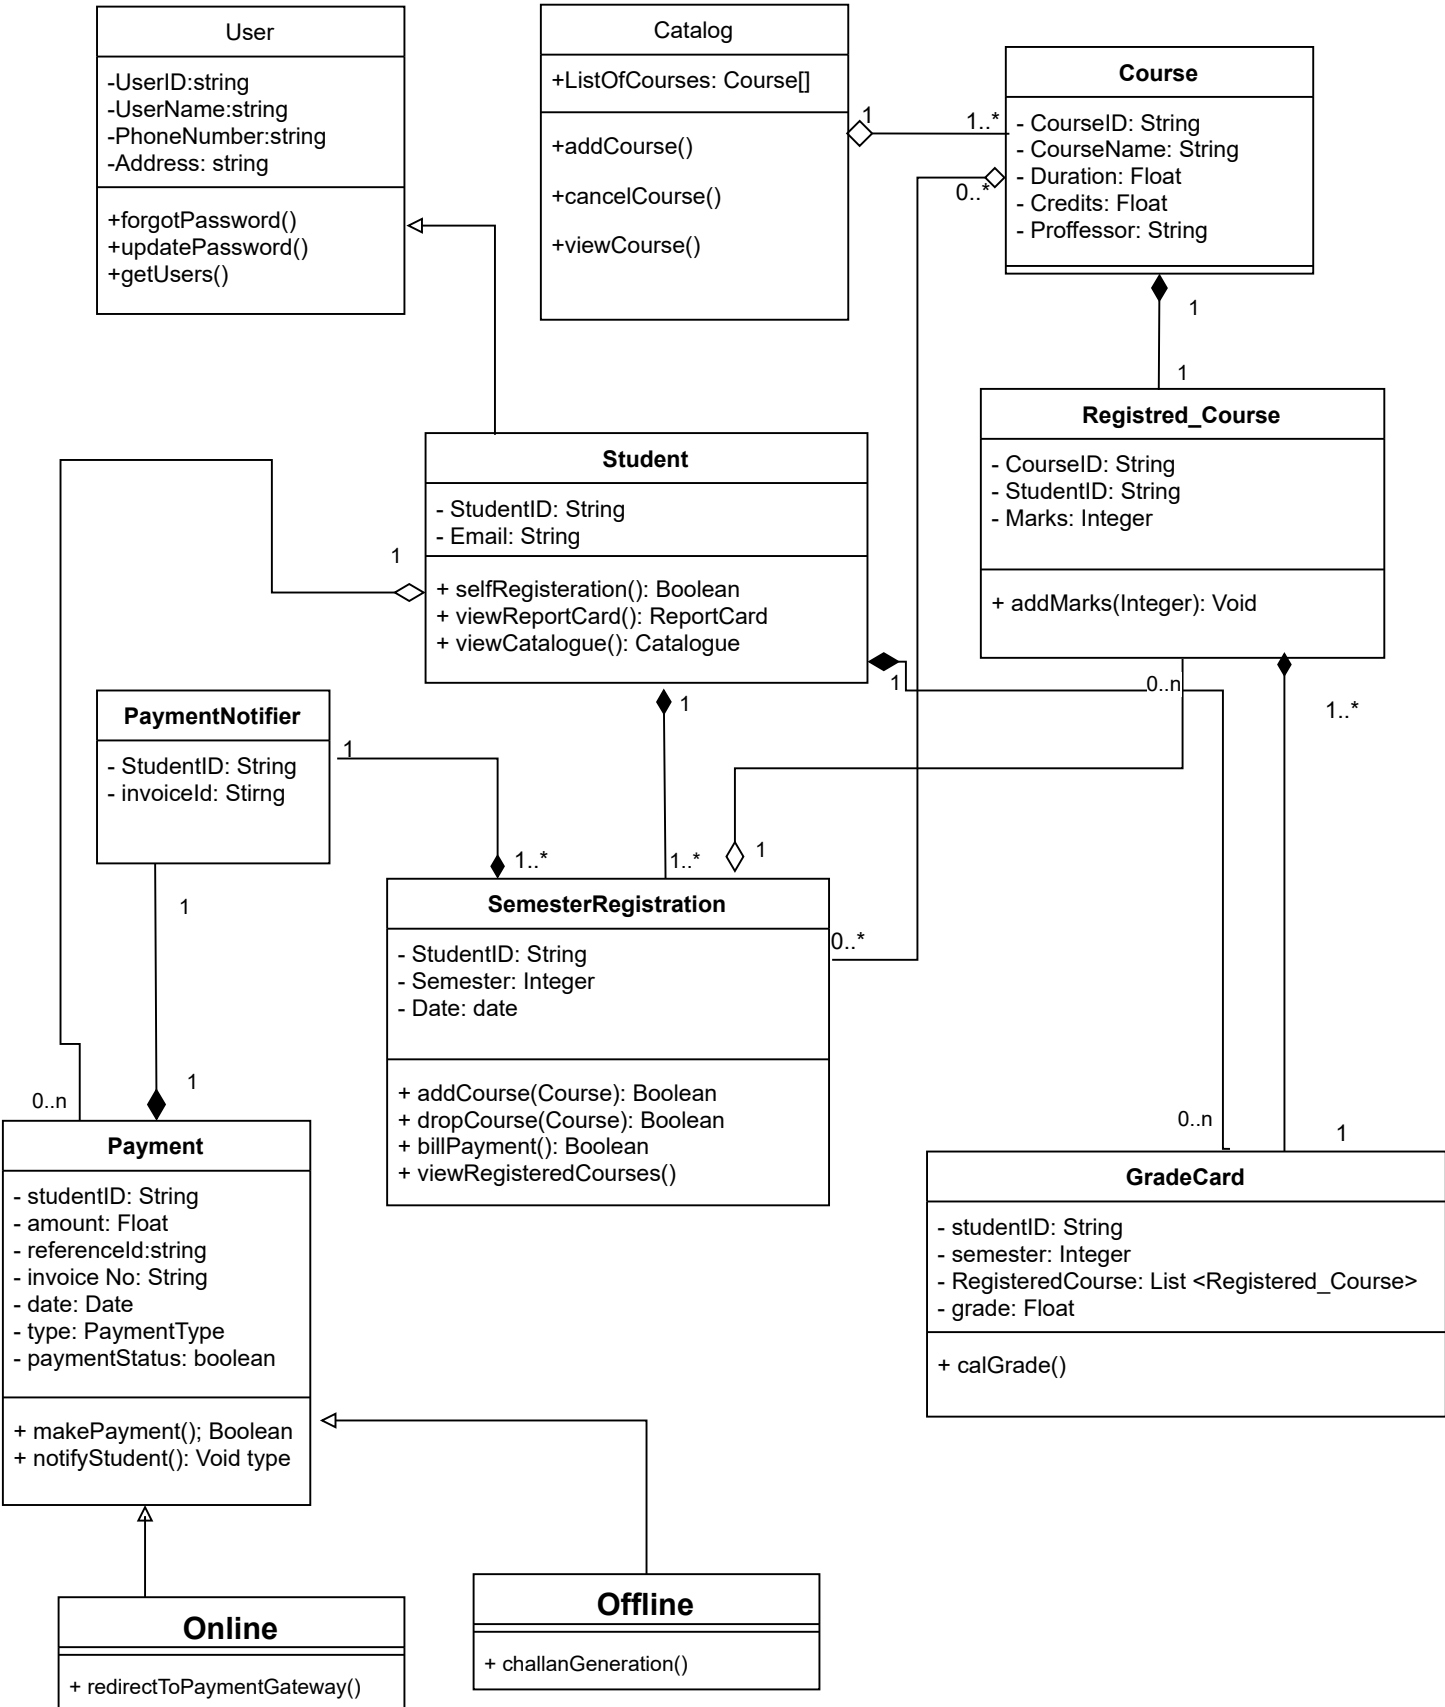 User
-UserID:string
-UserName:string
-PhoneNumber:string
-Address: string
+forgotPassword()
+updatePassword()
+getUsers()
Catalog
+ListOfCourses: Course[]
+addCourse()
+cancelCourse()
+viewCourse()
1
1..*
0..*
Course
- CourseID: String
- CourseName: String
- Duration: Float
- Credits: Float
- Proffessor: String
1
1
Registred_Course
- CourseID: String
- StudentID: String
- Marks: Integer
+ addMarks(Integer): Void
Student
- StudentID: String
- Email: String
+ selfRegisteration(): Boolean
+ viewReportCard(): ReportCard
+ viewCatalogue(): Catalogue
1
1
1
0..n
1..*
PaymentNotifier
- StudentID: String
- invoiceId: Stirng
1
1..*
1..*
1
1
SemesterRegistration
- StudentID: String
- Semester: Integer
- Date: date
+ addCourse(Course): Boolean
+ dropCourse(Course): Boolean
+ billPayment(): Boolean
+ viewRegisteredCourses()
0..*
1
0..n
0..n
1
Payment
- studentID: String
- amount: Float
- referenceId:string
- invoice No: String
- date: Date
- type: PaymentType
- paymentStatus: boolean
+ makePayment(); Boolean
+ notifyStudent(): Void type
GradeCard
- studentID: String
- semester: Integer
- RegisteredCourse: List <Registered_Course>
- grade: Float
+ calGrade()
Online
+ redirectToPaymentGateway()
Offline
+ challanGeneration()